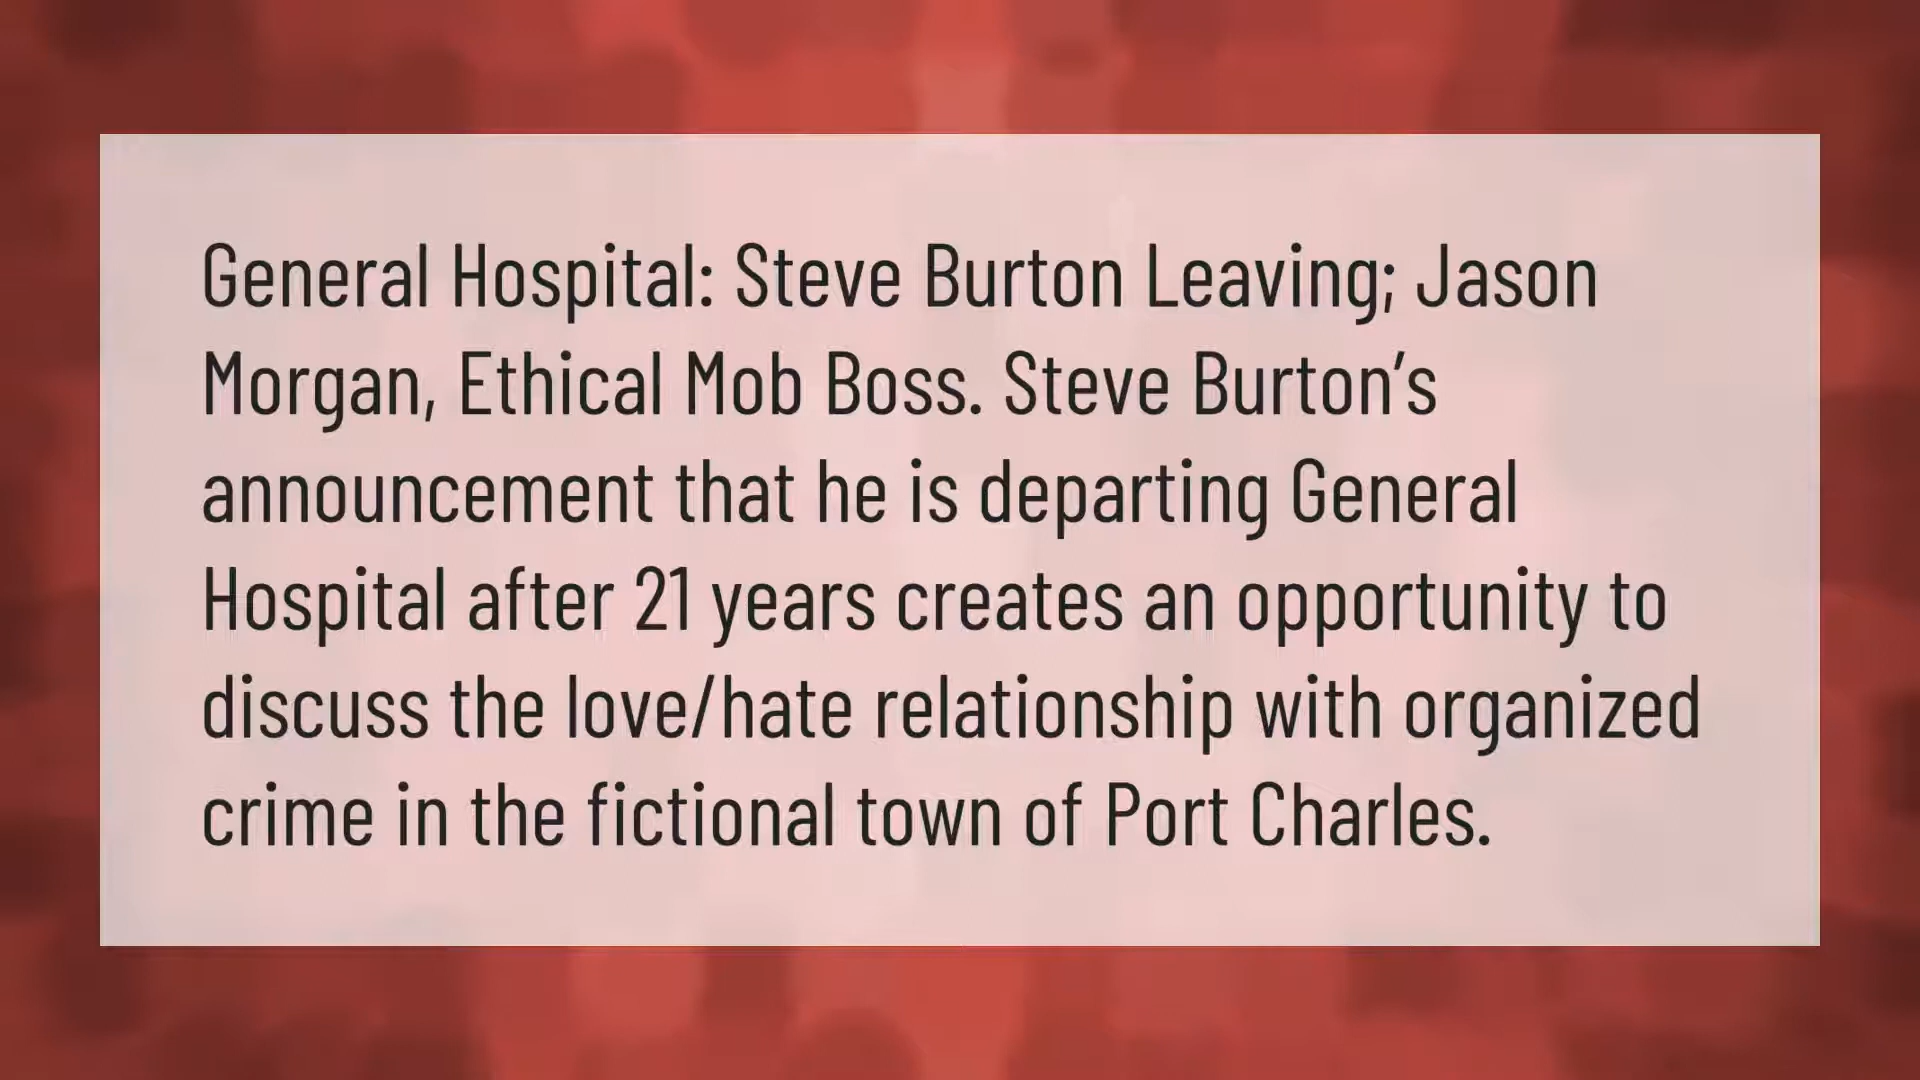 General Hospital: Steve Burton Leaving; Jason
Morgan, Ethical Mob Boss. Steve Burton’s
announcement that he is departing General
Hospital after 21 years creates an opportunity to
discuss the love/hate relationship with organized
crime in the fictional town of Port Charles.